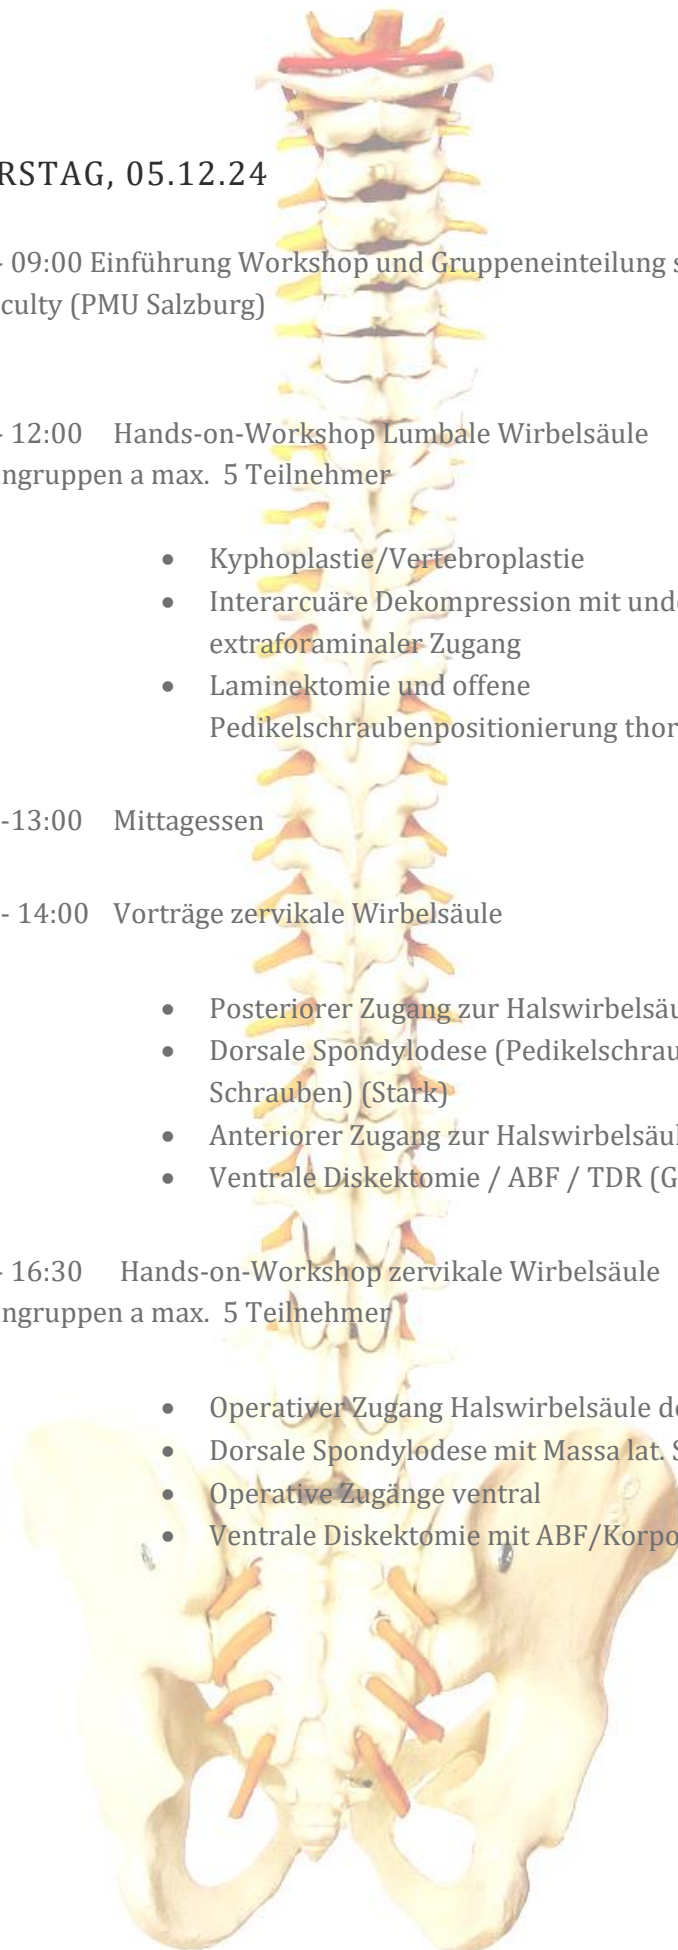 RSTAG, 05.12.24
- 09:00 Einführung Workshop und Gruppeneinteilung s
culty (PMU Salzburg)
- 12:00 Hands-on-Workshop Lumbale Wirbelsäule
ngruppen a max. 5 Teilnehmer
• Kyphoplastie/Vertebroplastie
• Interarcuäre Dekompression mit und
extraforaminaler Zugang
• Laminektomie und offene
Pedikelschraubenpositionierung thor
-13:00 Mittagessen
- 14:00 Vorträge zervikale Wirbelsäule
• Posteriorer Zugang zur Halswirbelsäu
• Dorsale Spondylodese (Pedikelschrau
Schrauben) (Stark)
• Anteriorer Zugang zur Halswirbelsäul
• Ventrale Diskektomie / ABF / TDR (G
- 16:30 Hands-on-Workshop zervikale Wirbelsäule
ngruppen a max. 5 Teilnehmer
• Operativer Zugang Halswirbelsäule do
• Dorsale Spondylodese mit Massa lat. S
• Operative Zugänge ventral
• Ventrale Diskektomie mit ABF/Korpo